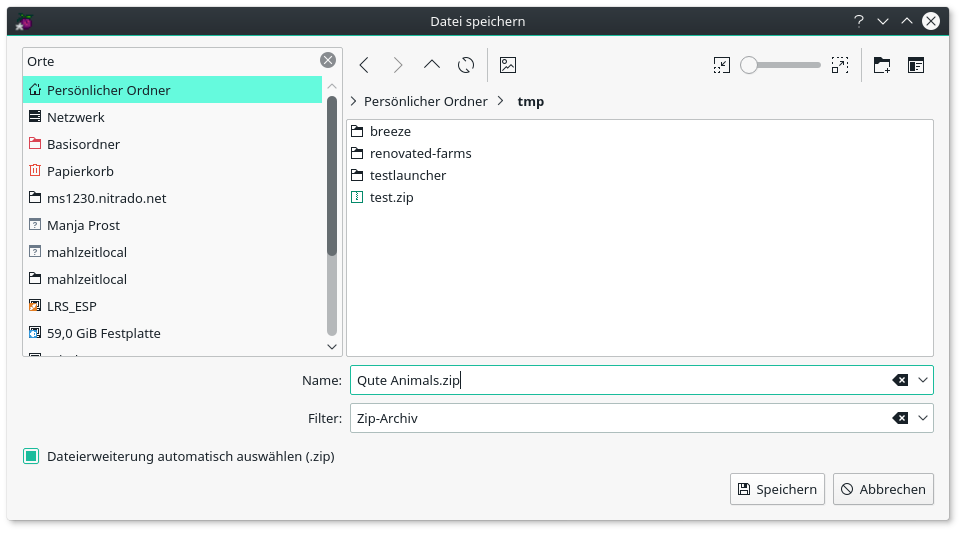 Datei speichern
Orte
Persönlicher Ordner
Netzwerk
Basisordner
Papierkorb
ms1230.nitrado.net
Manja Prost
mahlzeitlocal
mahlzeitlocal
LRS_ESP
59,0 GiB Festplatte
Persönlicher Ordner > tmp
breeze
renovated-farms
testlauncher
test.zip
Name: Qute Animals.zip
Filter: Zip-Archiv
Dateierweiterung automatisch auswählen (.zip)
Speichern
Abbrechen